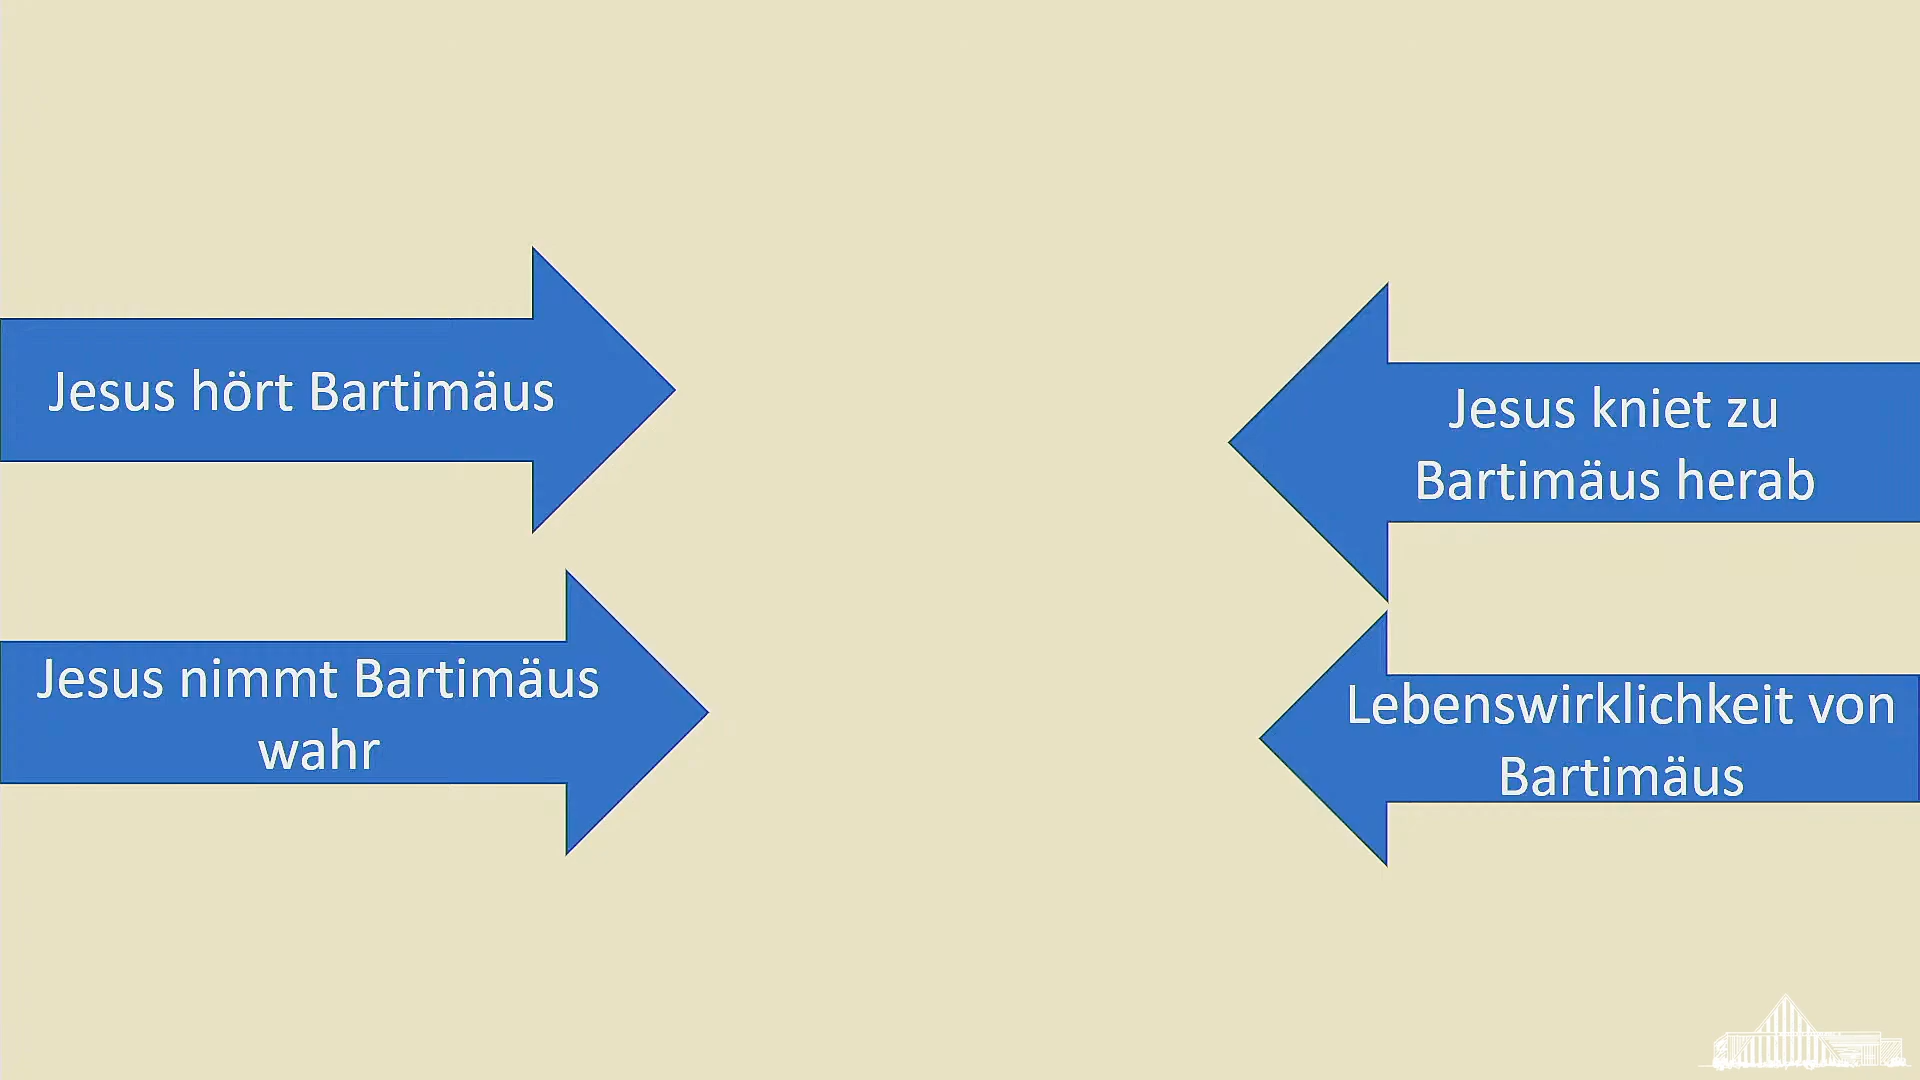 Jesus hört Bartimäus
Jesus nimmt Bartimäus
wahr
Jesus kniet zu
Bartimäus herab
Lebenswirklichkeit von
Bartimäus